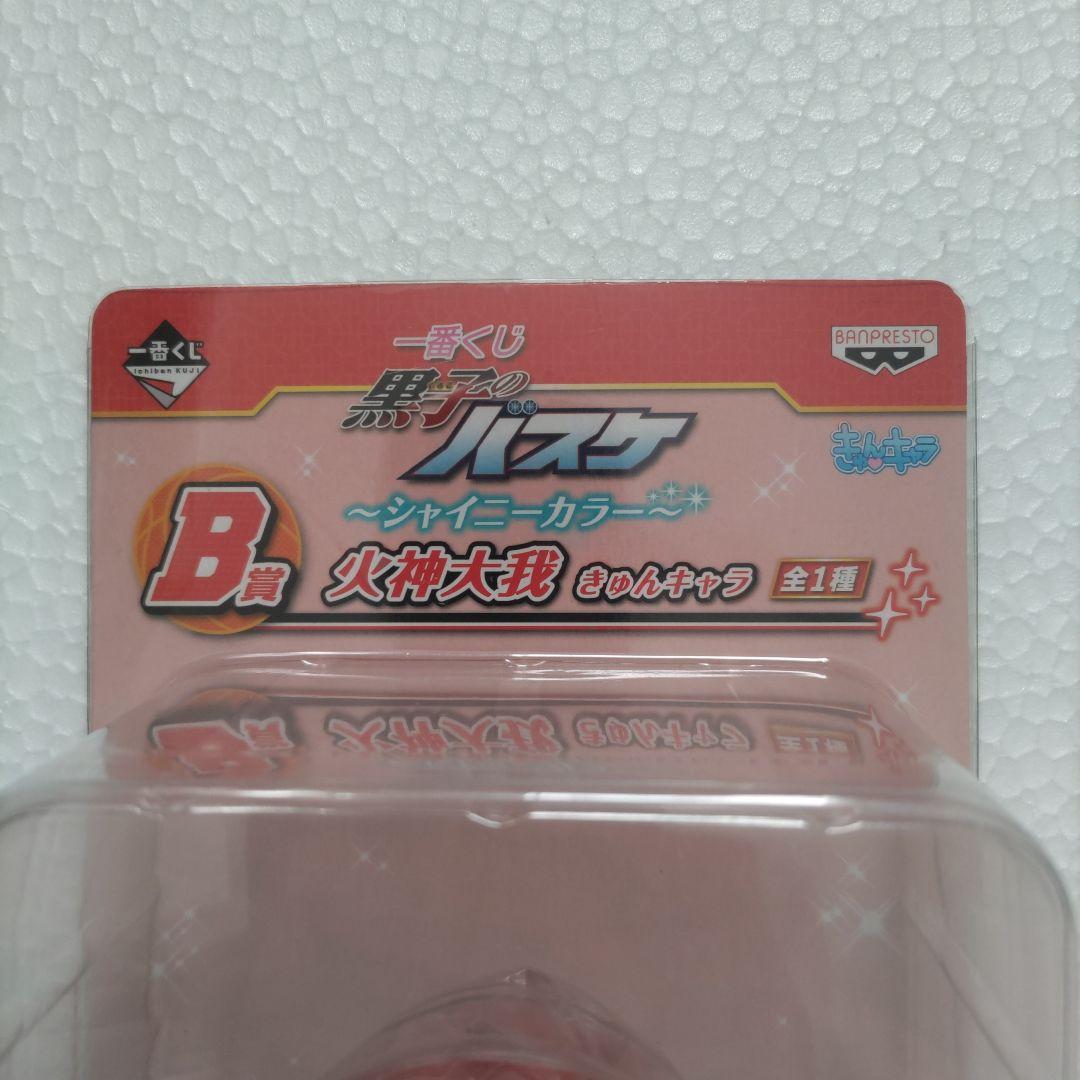 一番くじ
Ichiban KUJI
一番くじ
黒子の
バスケ
~シャイニーカラー~
BANPRESTO
きゅんキャラ
B賞
火神大我 きゅんキャラ 全1種